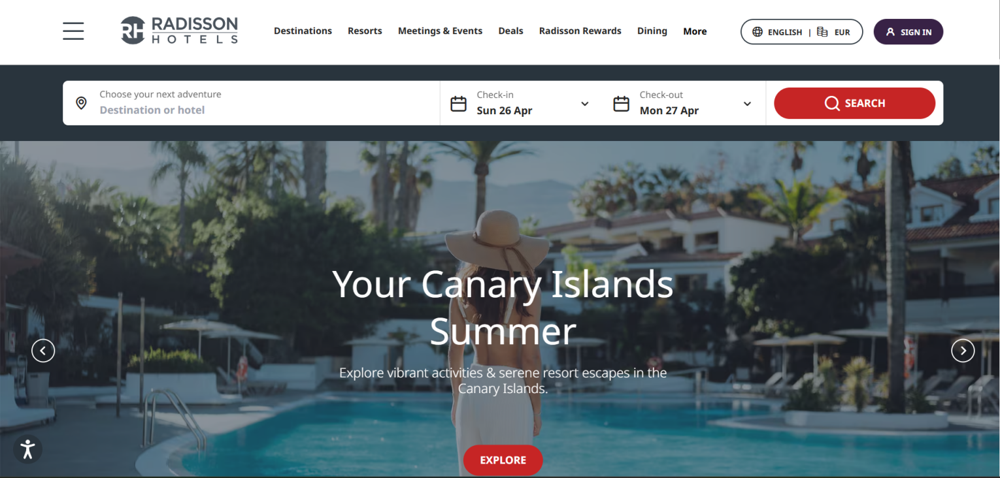 RH RADISSON
HOTELS
Destinations Resorts Meetings & Events Deals Radisson Rewards Dining More
ENGLISH | EUR
SIGN IN
Choose your next adventure
Destination or hotel
Check-in
Sun 26 Apr
Check-out
Mon 27 Apr
SEARCH
Your Canary Islands
Summer
Explore vibrant activities & serene resort escapes in the
Canary Islands.
EXPLORE